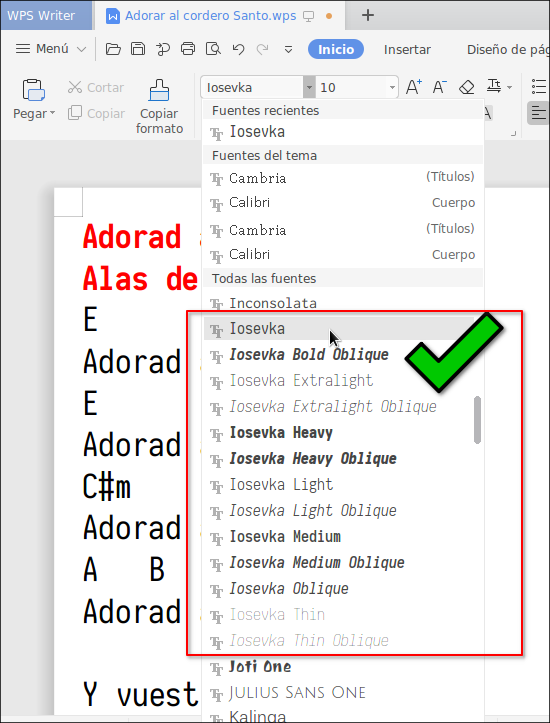 WPS Writer
Adorar al cordero Santo.wps
Menú
Inicio
Insertar
Diseño de pág
Pegar
Cortar
Copiar
Copiar formato
Iosevka
10
A+ A-
A
Fuentes recientes
Iosevka
Fuentes del tema
Cambria (Títulos)
Calibri Cuerpo
Cambria (Títulos)
Calibri Cuerpo
Todas las fuentes
Inconsolata
Iosevka
Iosevka Bold Oblique
Iosevka Extralight
Iosevka Extralight Oblique
Iosevka Heavy
Iosevka Heavy Oblique
Iosevka Light
Iosevka Light Oblique
Iosevka Medium
Iosevka Medium Oblique
Iosevka Oblique
Iosevka Thin
Iosevka Thin Oblique
Joti One
Julius Sans One
Kalinga
Adorad
Alas de
E
Adorad
E
Adorad
C#m
Adorad
A B
Adorad
Y vuest